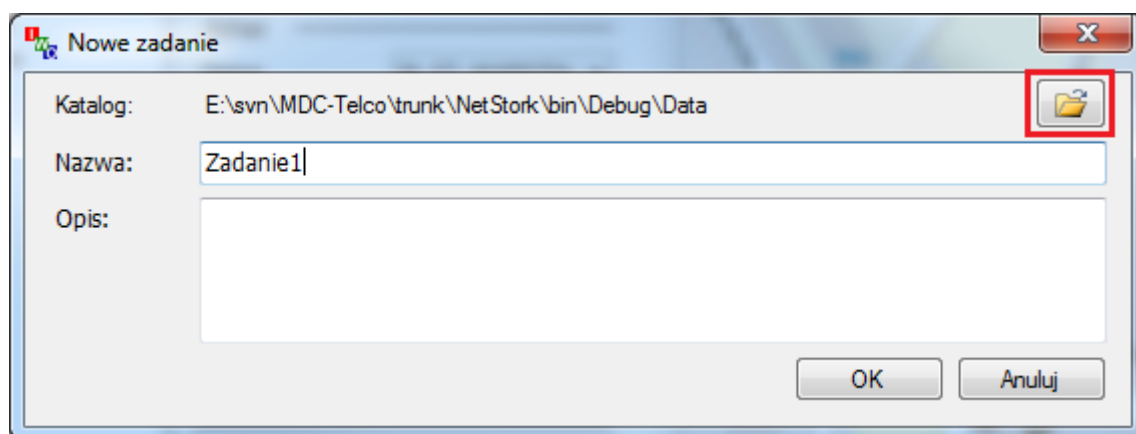 Nowe zadanie
Katalog: E:\svn\MDC-Telco\trunk\NetStork\bin\Debug\Data
Nazwa: Zadanie1
Opis:
OK Anuluj